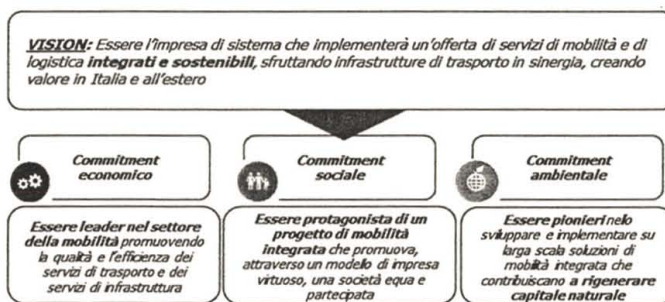 VISION: Essere l'impresa di sistema che implementerà un'offerta di servizi di mobilità e di
logistica integrati e sostenibili, sfruttando infrastrutture di trasporto in sinergia, creando
valore in Italia e all'estero
Commitment
economico
Commitment
sociale
Commitment
ambientale
Essere leader nel settore
della mobilità promuovendo
la qualità e l'efficienza dei
servizi di trasporto e dei
servizi di infrastruttura
Essere protagonista di un
progetto di mobilità
integrata che promuova,
attraverso un modello di impresa
virtuoso, una società equa e
partecipata
Essere pionieri nelo
sviluppare e implementare su
larga scala soluzioni di
mobilità integrata che
contribuiscano a rigenerare
capitale naturale